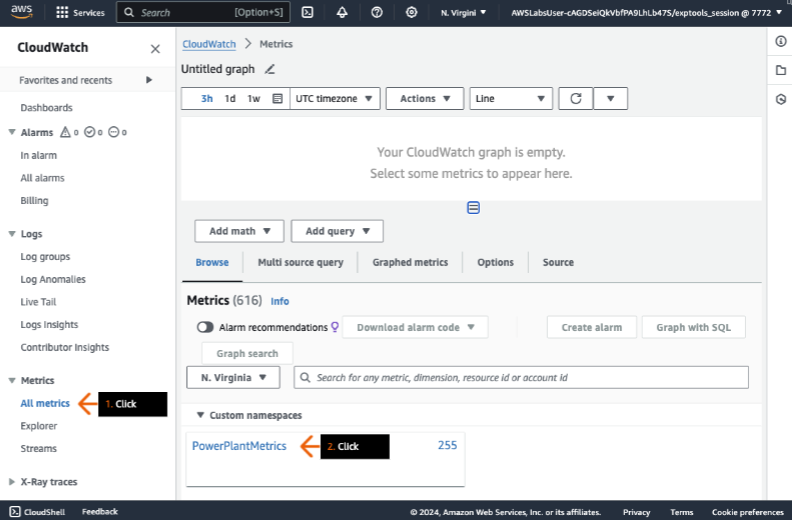 aws
Services
Search
[Option+S]
N. Virgini
AWSLabsUser-cAGDSeiQkVbfPA9LhLb47S/exptools_session @ 7772
CloudWatch
Favorites and recents
Dashboards
Alarms 0 0 0
In alarm
All alarms
Billing
Logs
Log groups
Log Anomalies
Live Tail
Logs Insights
Contributor Insights
Metrics
All metrics
1. Click
Explorer
Streams
X-Ray traces
CloudWatch > Metrics
Untitled graph
3h 1d 1w UTC timezone
Actions
Line
Your CloudWatch graph is empty.
Select some metrics to appear here.
Add math
Add query
Browse
Multi source query
Graphed metrics
Options
Source
Metrics (616) Info
Alarm recommendations
Download alarm code
Create alarm
Graph with SQL
Graph search
N. Virginia
Search for any metric, dimension, resource id or account id
Custom namespaces
PowerPlantMetrics
2. Click
255
CloudShell
Feedback
© 2024, Amazon Web Services, Inc. or its affiliates.
Privacy
Terms
Cookie preferences